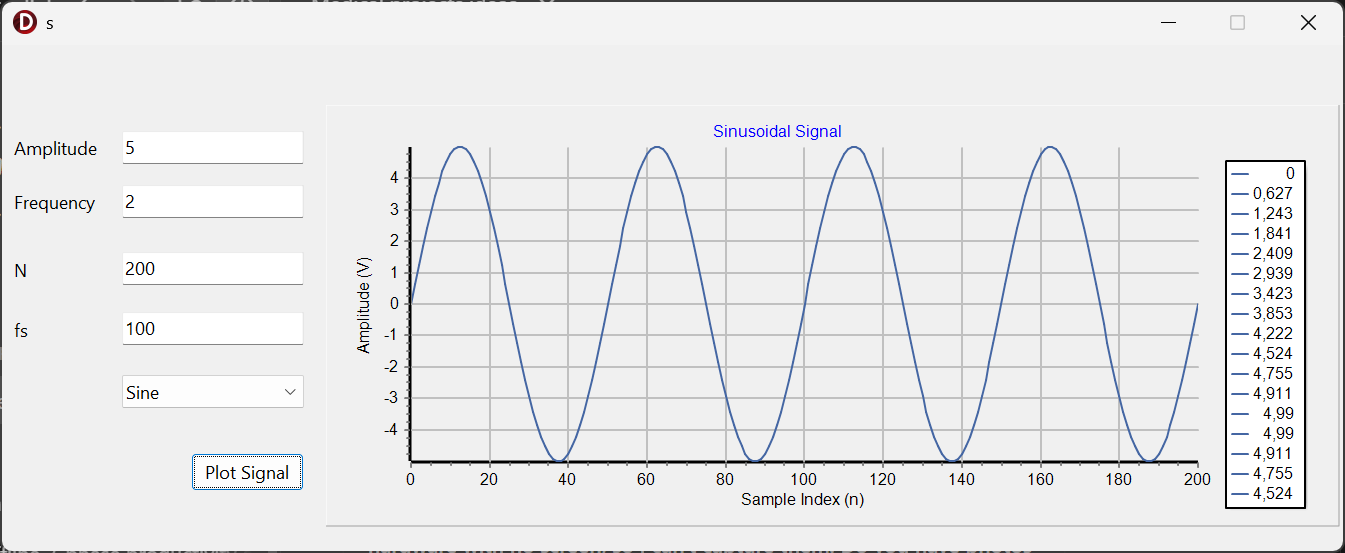 s
Amplitude 5
Frequency 2
N 200
fs 100
Sine
Plot Signal
Sinusoidal Signal
Amplitude (V)
4
3
2
1
0
-1
-2
-3
-4
0 20 40 60 80 100 120 140 160 180 200
Sample Index (n)
0
0,627
1,243
1,841
2,409
2,939
3,423
3,853
4,222
4,524
4,755
4,911
4,99
4,99
4,911
4,755
4,524